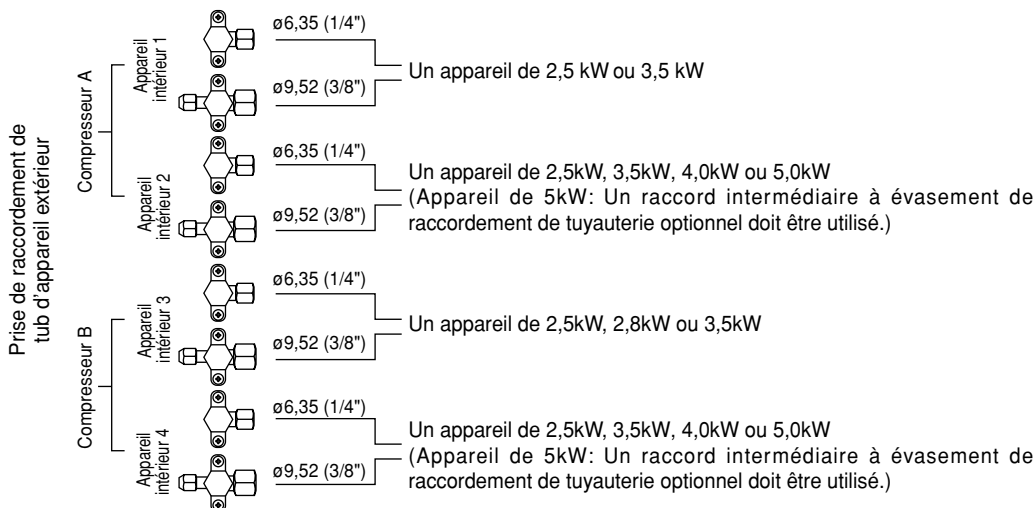 Prise de raccordement de
tub d'appareil extérieur
Compresseur A
Appareil
intérieur 1
ø6,35 (1/4")
ø9,52 (3/8")
Un appareil de 2,5 kW ou 3,5 kW
Appareil
intérieur 2
ø6,35 (1/4")
ø9,52 (3/8")
Un appareil de 2,5kW, 3,5kW, 4,0kW ou 5,0kW
(Appareil de 5kW: Un raccord intermédiaire à évasement de
raccordement de tuyauterie optionnel doit être utilisé.)
Compresseur B
Appareil
intérieur 3
ø6,35 (1/4")
ø9,52 (3/8")
Un appareil de 2,5kW, 2,8kW ou 3,5kW
Appareil
intérieur 4
ø6,35 (1/4")
ø9,52 (3/8")
Un appareil de 2,5kW, 3,5kW, 4,0kW ou 5,0kW
(Appareil de 5kW: Un raccord intermédiaire à évasement de
raccordement de tuyauterie optionnel doit être utilisé.)